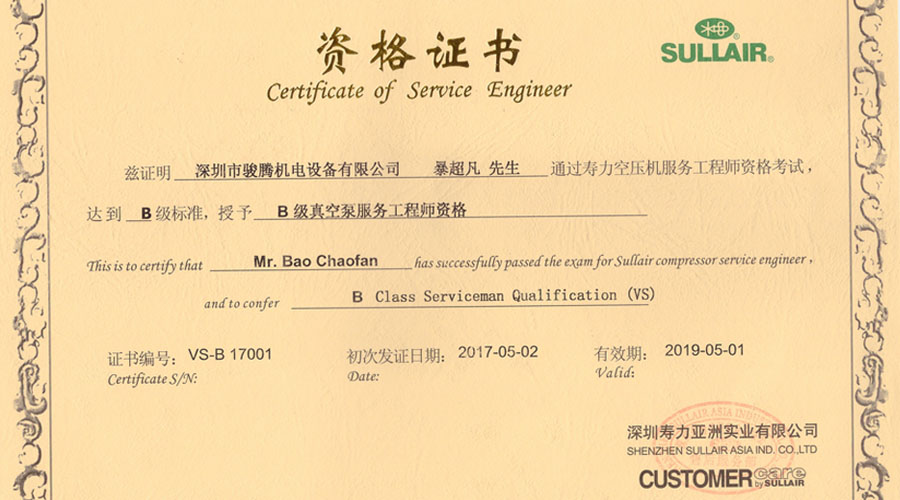 资格证书
Certificate of Service Engineer
SULLAIR®
兹证明 深圳市骏腾机电设备有限公司 暴超凡 先生 通过寿力空压机服务工程师资格考试，
达到 B 级标准，授予 B 级真空泵服务工程师资格
This is to certify that Mr. Bao Chaofan has successfully passed the exam for Sullair compressor service engineer ,
and to confer B Class Serviceman Qualification (VS)
证书编号： VS-B 17001 初次发证日期： 2017-05-02 有效期： 2019-05-01
Certificate S/N: Date: Valid:
SULLAIR ASIA INDU
深圳寿力亚洲实业有限公司
SHENZHEN SULLAIR ASIA IND. CO.,LTD
CUSTOMER care by SULLAIR